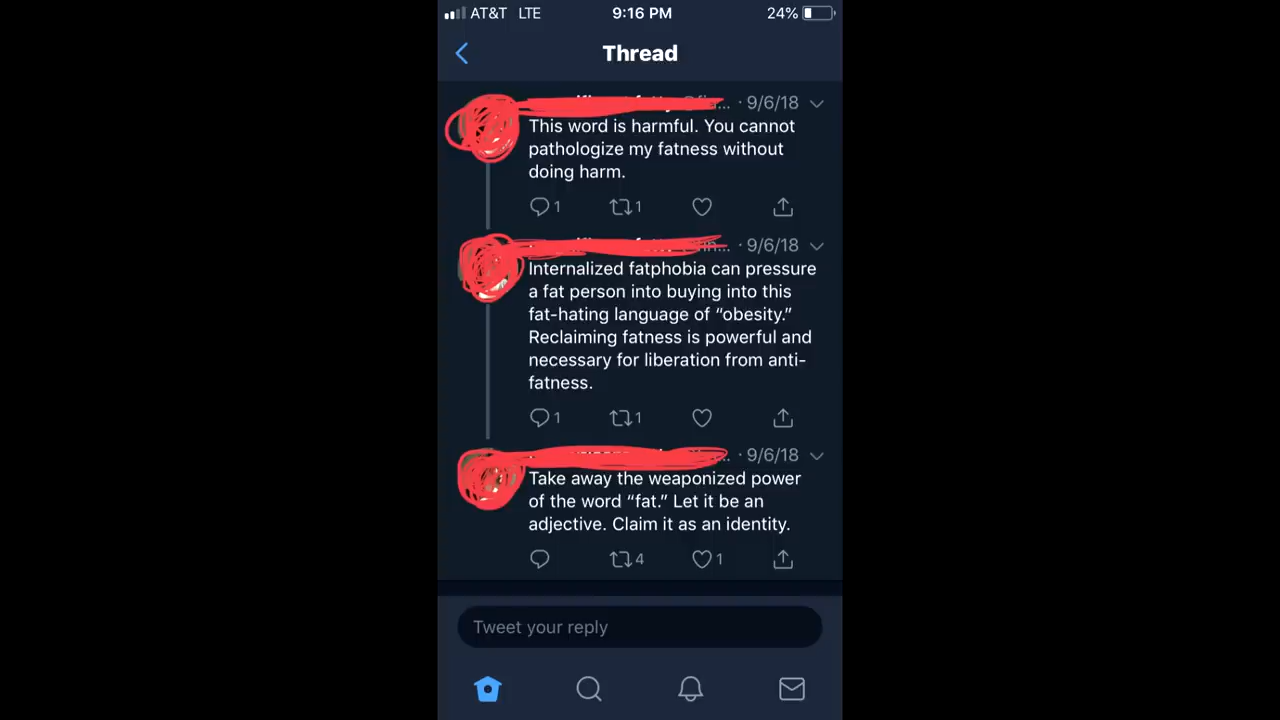 AT&T LTE 9:16 PM 24%
Thread
· 9/6/18
This word is harmful. You cannot
pathologize my fatness without
doing harm.
1 1
· 9/6/18
Internalized fatphobia can pressure
a fat person into buying into this
fat-hating language of “obesity.”
Reclaiming fatness is powerful and
necessary for liberation from anti-
fatness.
1 1
· 9/6/18
Take away the weaponized power
of the word “fat.” Let it be an
adjective. Claim it as an identity.
4 1
Tweet your reply